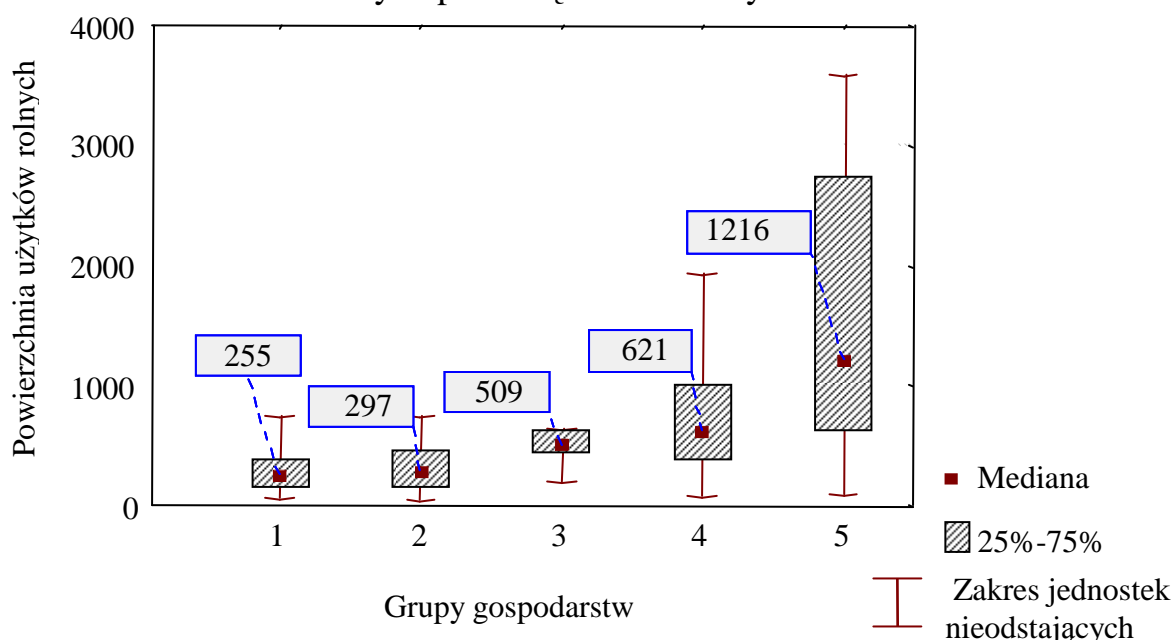 4000
3000
2000
1000
0
Powierzchnia użytków rolnych
255
297
509
621
1216
1 2 3 4 5
Grupy gospodarstw
Mediana
25%-75%
Zakres jednostek
nieodstających